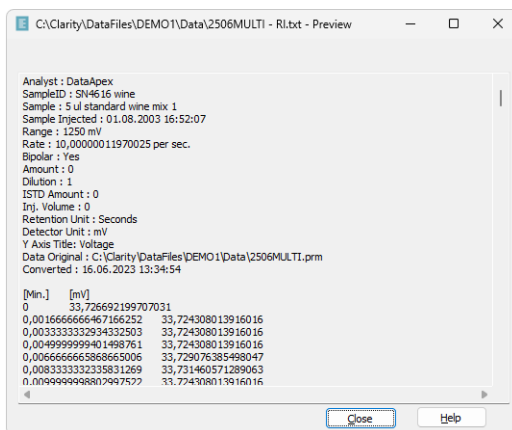 C:\Clarity\DataFiles\DEMO1\Data\2506MULTI - RI.txt - Preview
Analyst : DataApex
SampleID : SN4616 wine
Sample : 5 ul standard wine mix 1
Sample Injected : 01.08.2003 16:52:07
Range : 1250 mV
Rate : 10,00000011970025 per sec.
Bipolar : Yes
Amount : 0
Dilution : 1
ISTD Amount : 0
Inj. Volume : 0
Retention Unit : Seconds
Detector Unit : mV
Y Axis Title: Voltage
Data Original : C:\Clarity\DataFiles\DEMO1\Data\2506MULTI.prm
Converted : 16.06.2023 13:34:54
[Min.] [mV]
0 33,726692199707031
0,0016666666467166252 33,724308013916016
0,0033333332934332503 33,724308013916016
0,0049999999401498761 33,724308013916016
0,0066666665868665006 33,729076385498047
0,0083333332335831269 33,731460571289063
0,0099999998802997522 33,724308013916016
Close Help